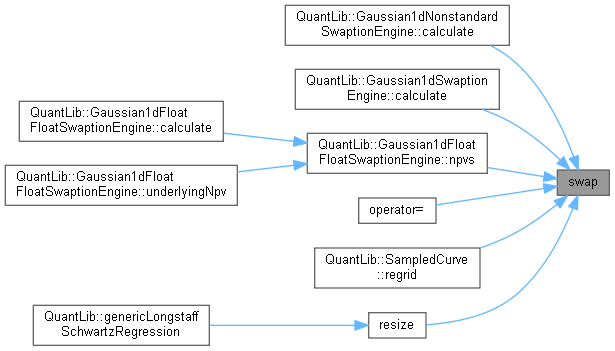 QuantLib::Gaussian1dNonstandard
SwaptionEngine::calculate
QuantLib::Gaussian1dSwaption
Engine::calculate
QuantLib::Gaussian1dFloat
FloatSwaptionEngine::calculate
QuantLib::Gaussian1dFloat
FloatSwaptionEngine::npvs
QuantLib::Gaussian1dFloat
FloatSwaptionEngine::underlyingNpv
swap
operator=
QuantLib::SampledCurve
::regrid
QuantLib::genericLongstaff
SchwartzRegression
resize